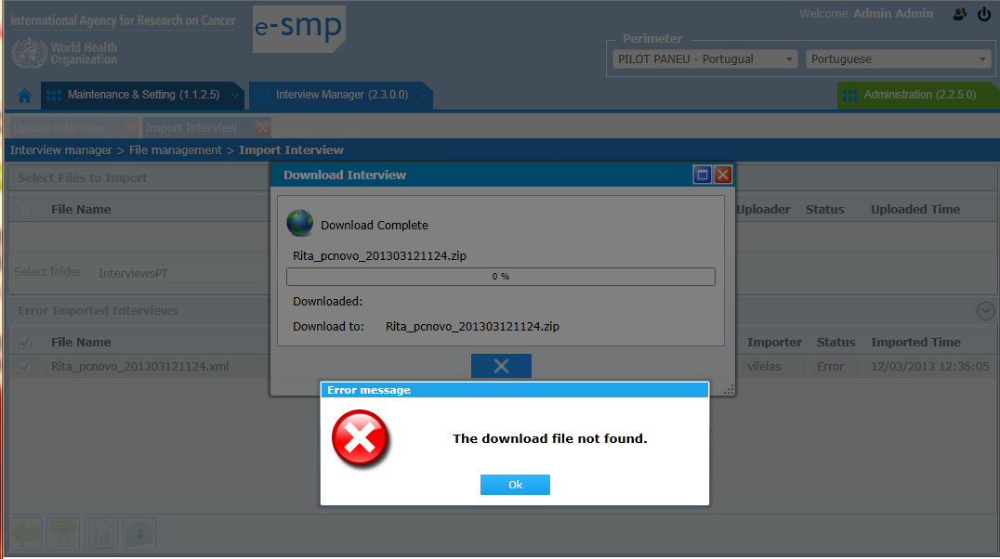 International Agency for Research on Cancer
World Health
Organization
e-smp
Welcome Admin Admin
Perimeter
PILOT PANEU - Portugual
Portuguese
Maintenance & Setting (1.1.2.5)
Interview Manager (2.3.0.0)
Administration (2.2.5.0)
Upload Interview
Import Interview
Interview manager > File management > Import Interview
Select Files to Import
Download Interview
File Name
Uploader Status Uploaded Time
Download Complete
Rita_pcnovo_201303121124.zip
Select folder InterviewsPT
0 %
Downloaded:
Error Imported Interviews
Download to: Rita_pcnovo_201303121124.zip
File Name Importer Status Imported Time
Rita_pcnovo_201303121124.xml vilelas Error 12/03/2013 12:36:05
Error message
The download file not found.
Ok